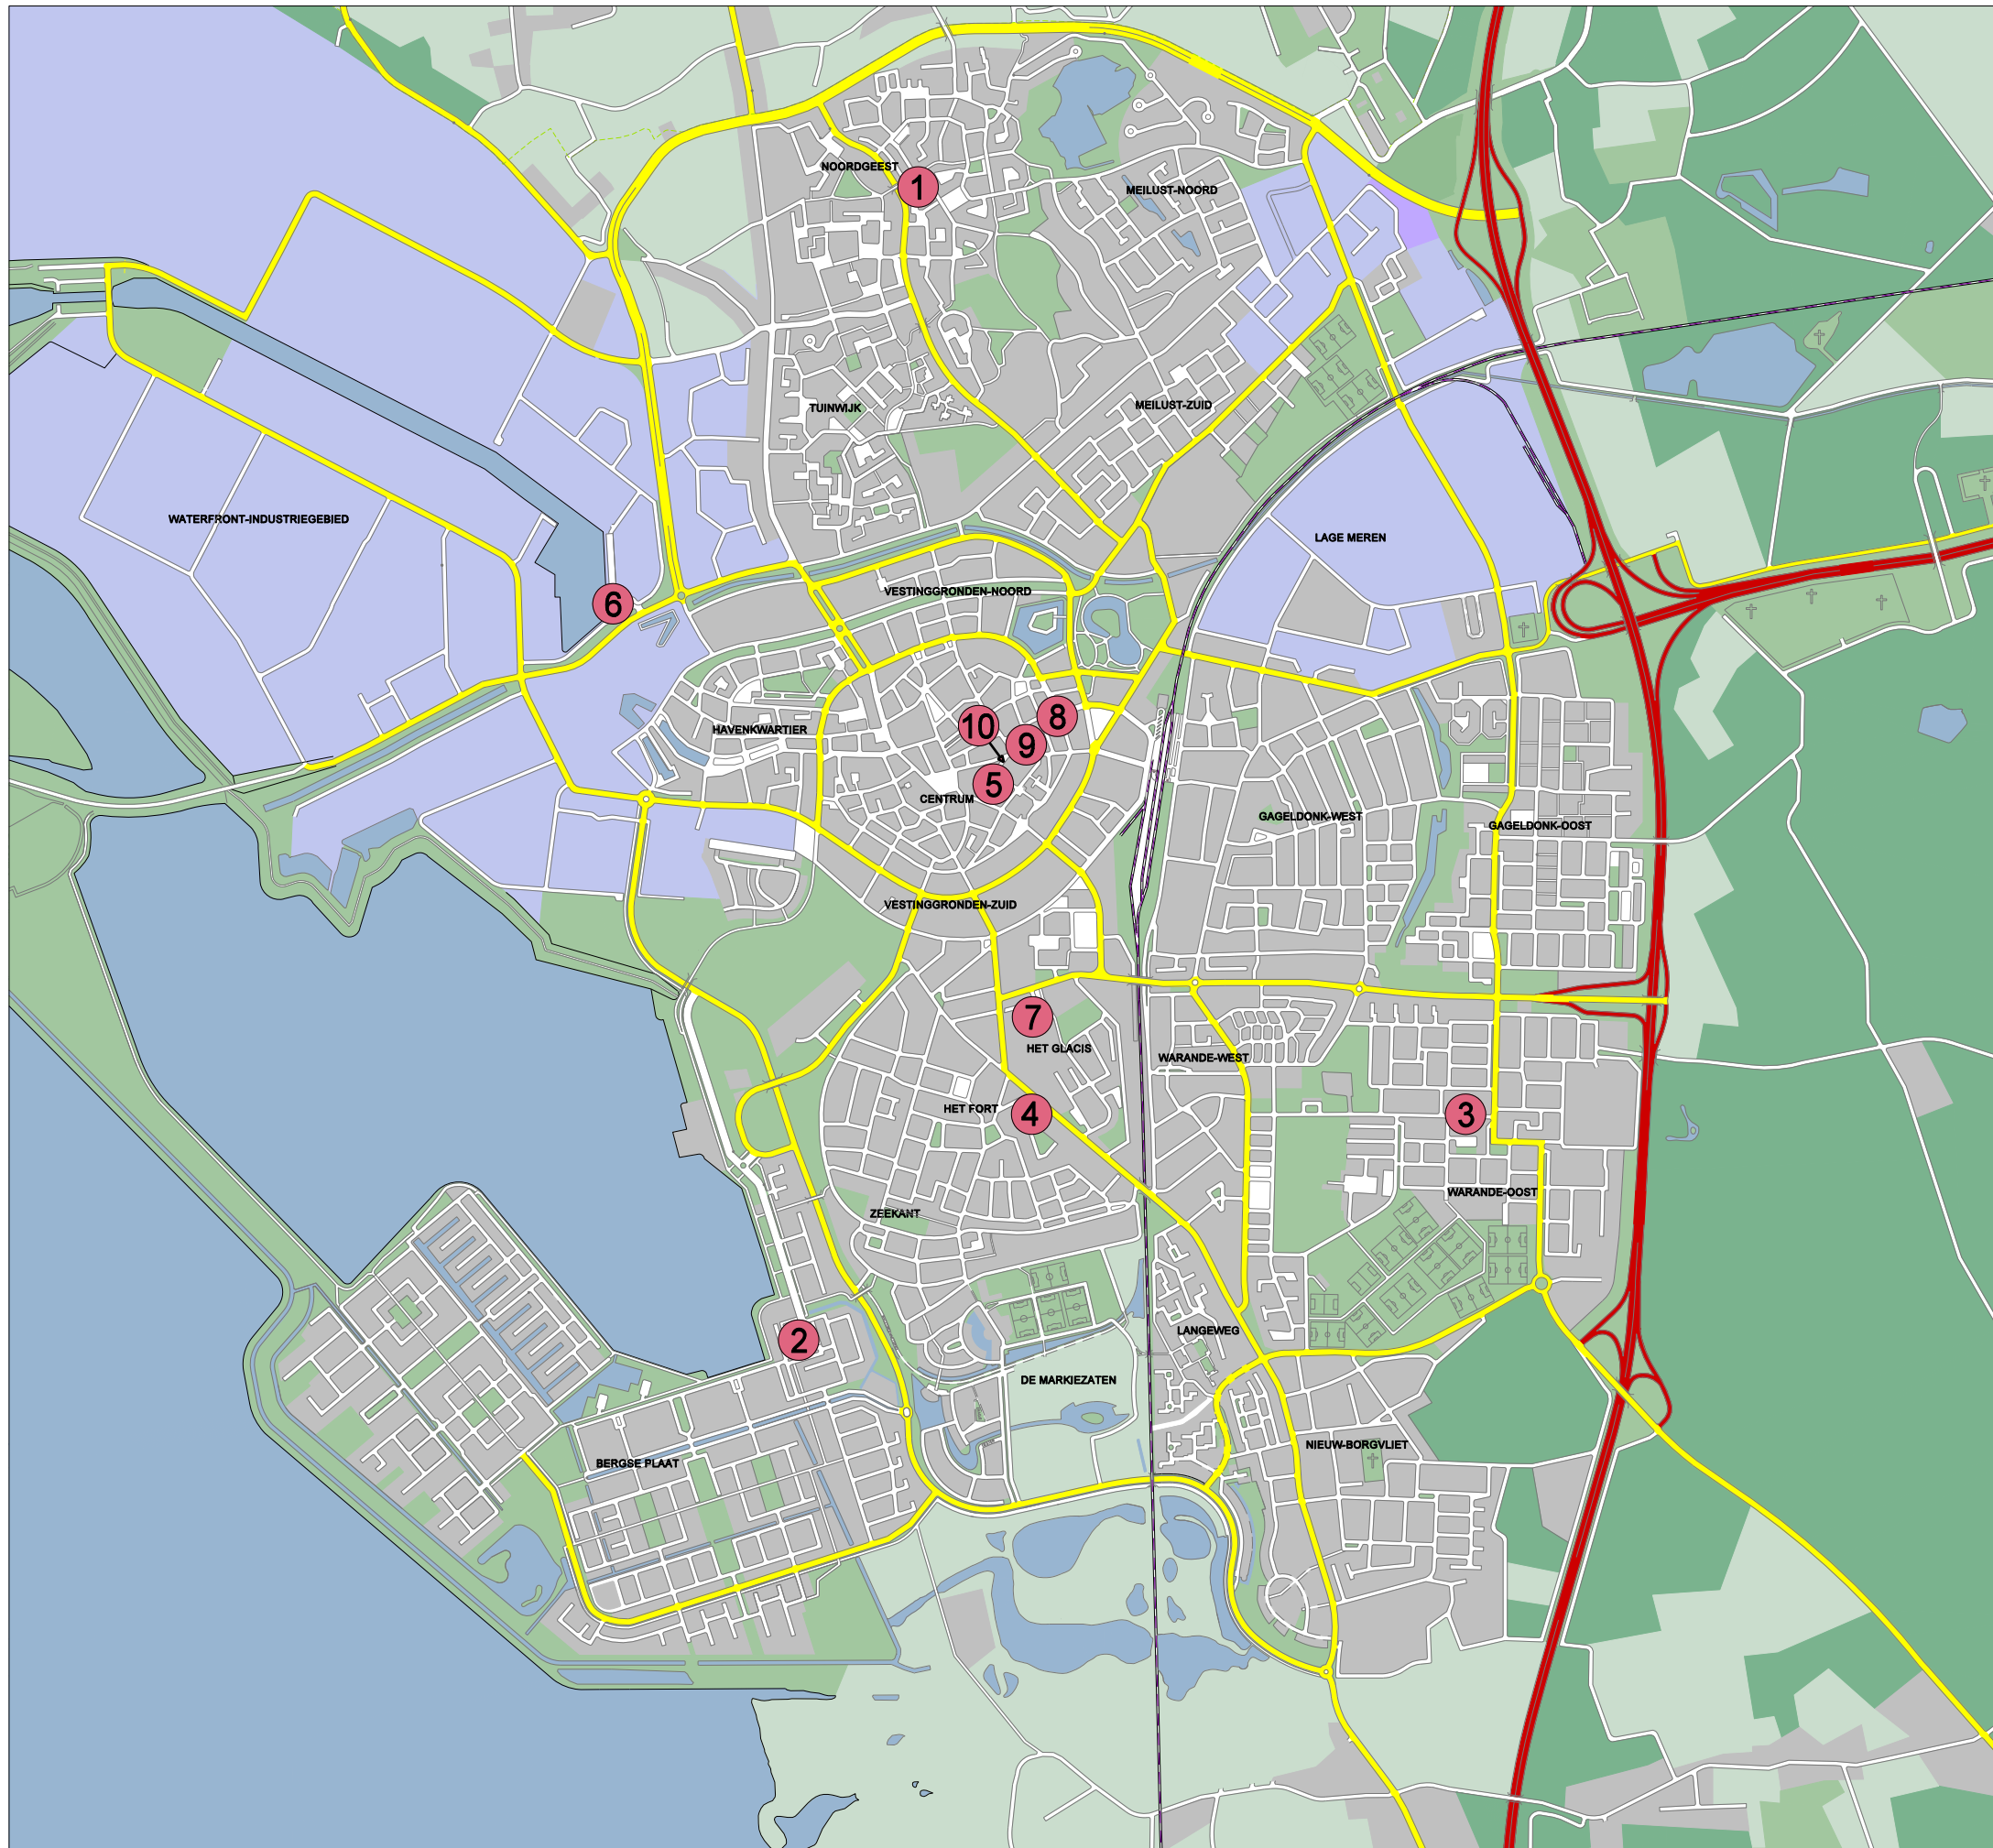 NOORDGEEST
1
MEILUST-NOORD
TUINWIJK
MEILUST-ZUID
WATERFRONT-INDUSTRIEGEBIED
LAGE MEREN
6
VESTINGGRONDEN-NOORD
HAVENKWARTIER
10
8
9
5
CENTRUM
GAGELDONK-WEST
GAGELDONK-OOST
VESTINGGRONDEN-ZUID
7
HET GLACIS
WARANDE-WEST
HET FORT
4
3
WARANDE-OOST
ZEEKANT
2
LANGEWEG
DE MARKIEZATEN
BERGSE PLAAT
NIEUW-BORGVLIET